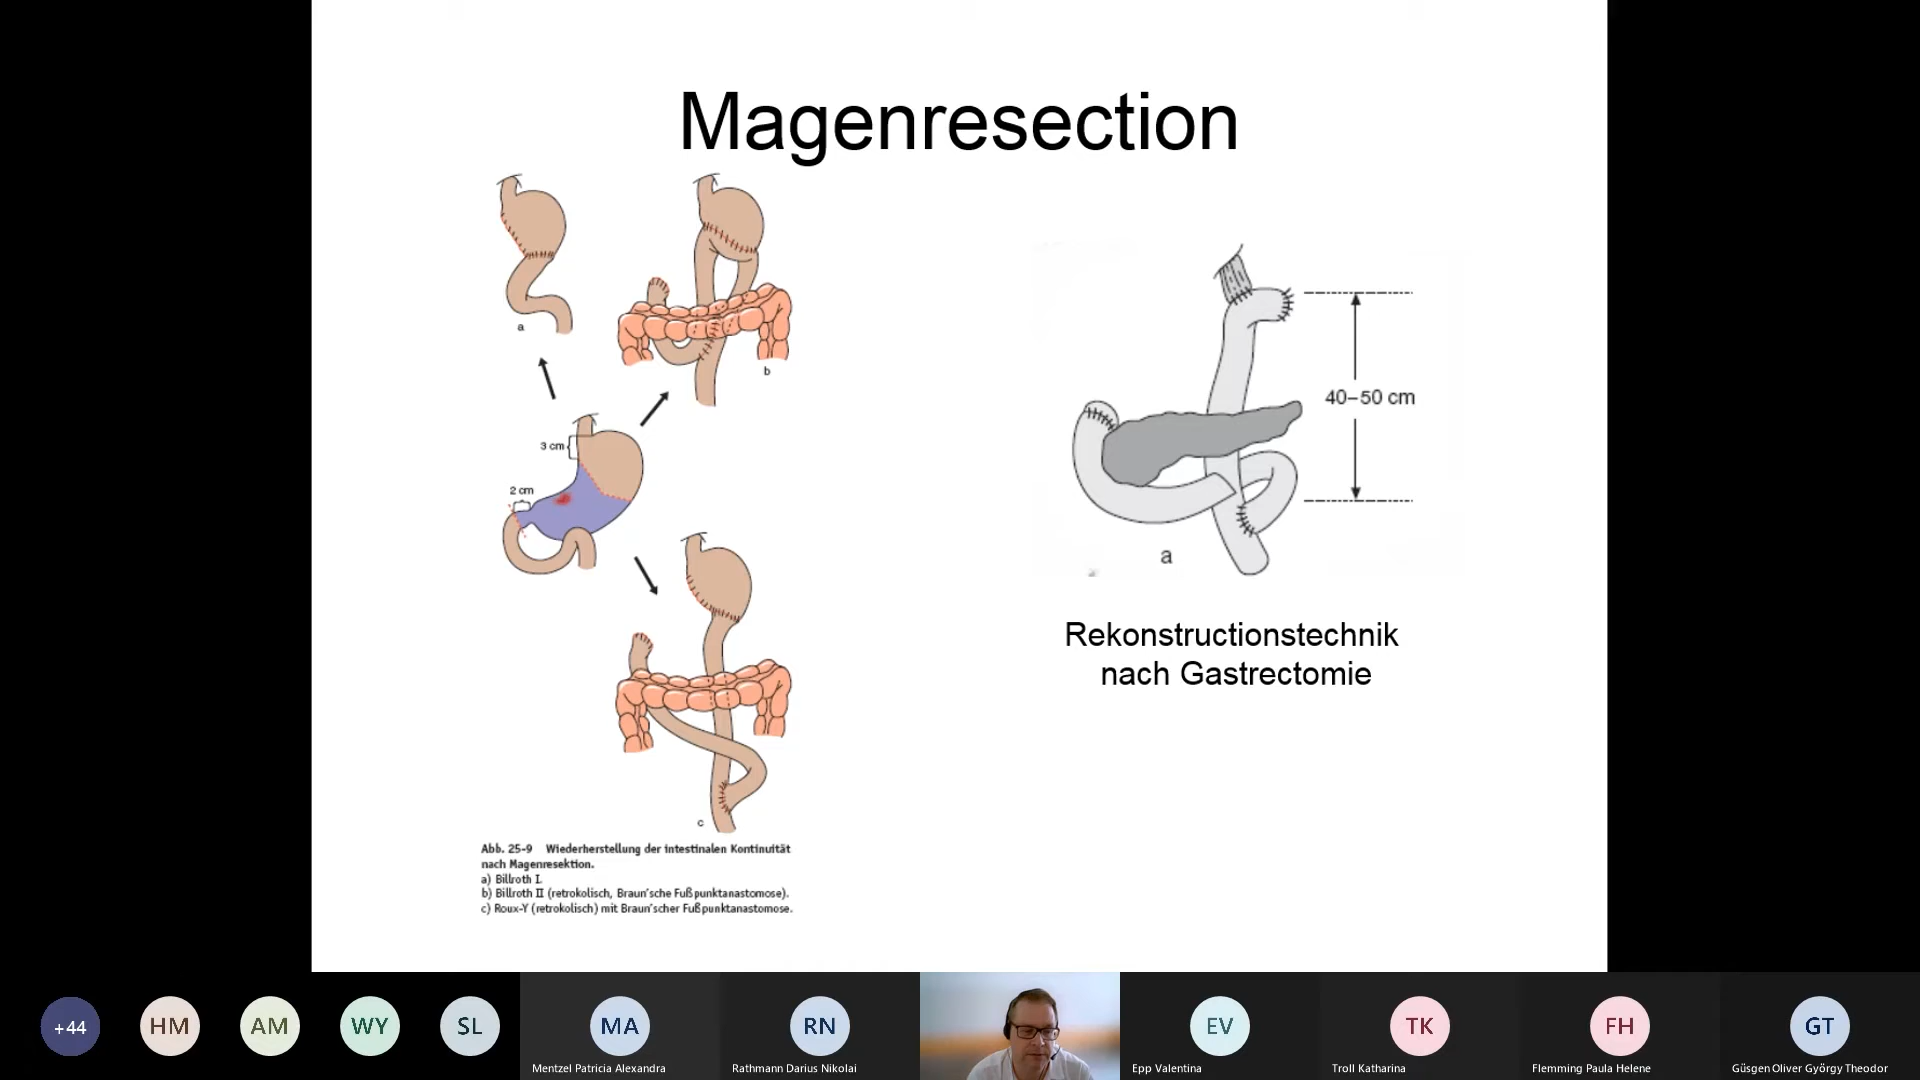 Magenresection
a
b
3 cm
2 cm
c
40–50 cm
a
Rekonstructionstechnik
nach Gastrectomie
Abb. 25-9 Wiederherstellung der intestinalen Kontinuität
nach Magenresektion.
a) Billroth I.
b) Billroth II (retrokolisch, Braun'sche Fußpunktanastomose).
c) Roux-Y (retrokolisch) mit Braun'scher Fußpunktanastomose.
+44
HM
AM
WY
SL
MA
Mentzel Patricia Alexandra
RN
Rathmann Darius Nikolai
EV
Epp Valentina
TK
Troll Katharina
FH
Flemming Paula Helene
GT
Güsgen Oliver György Theodor